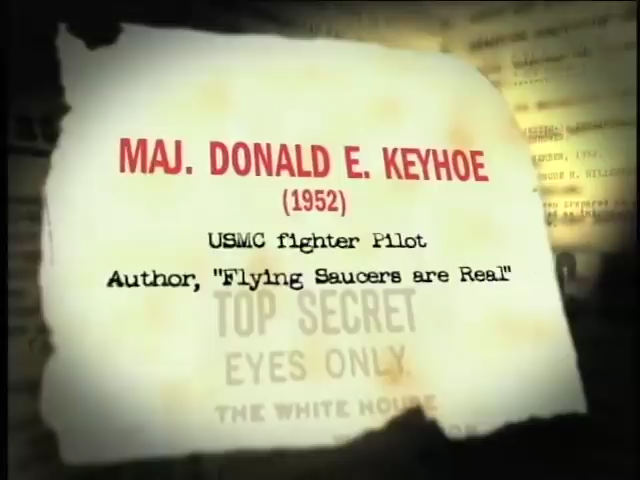 MAJ. DONALD E. KEYHOE
(1952)
USMC fighter Pilot
Author, "Flying Saucers are Real"
TOP SECRET
EYES ONLY
THE WHITE HOUSE